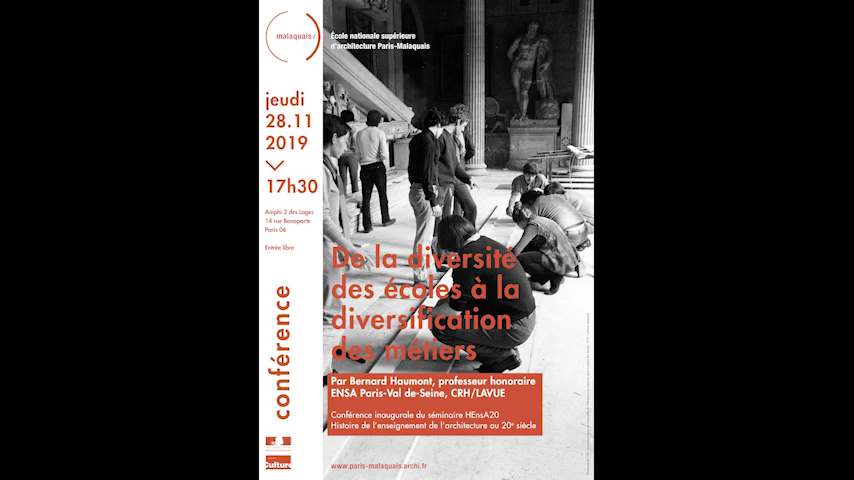 malaquais
École nationale supérieure
d'architecture Paris-Malaquais
jeudi
28.11
2019
17h30
Amphi 2 des Loges
14 rue Bonaparte
Paris 06
Entrée libre
conférence
De la diversité
des écoles à la
diversification
des métiers
Par Bernard Haumont, professeur honoraire
ENSA Paris-Val de-Seine, CRH/LAVUE
Conférence inaugurale du séminaire HEnsA20
Histoire de l'enseignement de l'architecture au 20e siècle
Culture
www.paris-malaquais.archi.fr